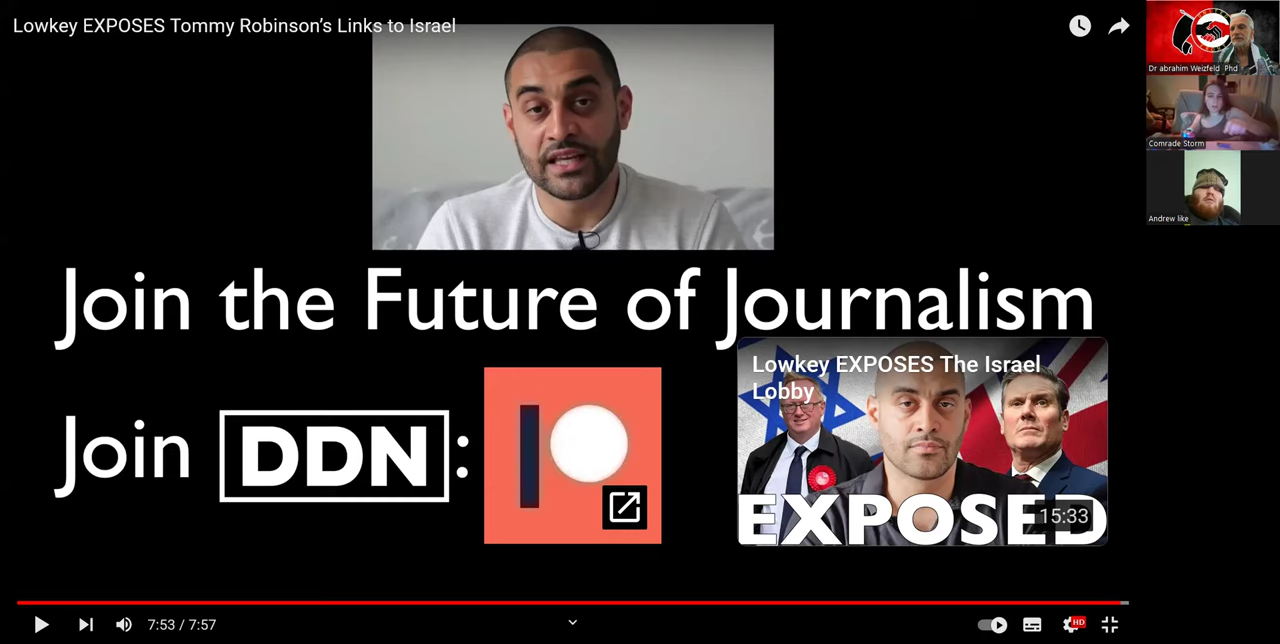 Lowkey EXPOSES Tommy Robinson’s Links to Israel
Dr abrahim Weizfeld Phd
Comrade Storm
Andrew like
Join the Future of Journalism
Join DDN:
Lowkey EXPOSES The Israel
Lobby
EXPOSED
15:33
7:53 / 7:57
HD